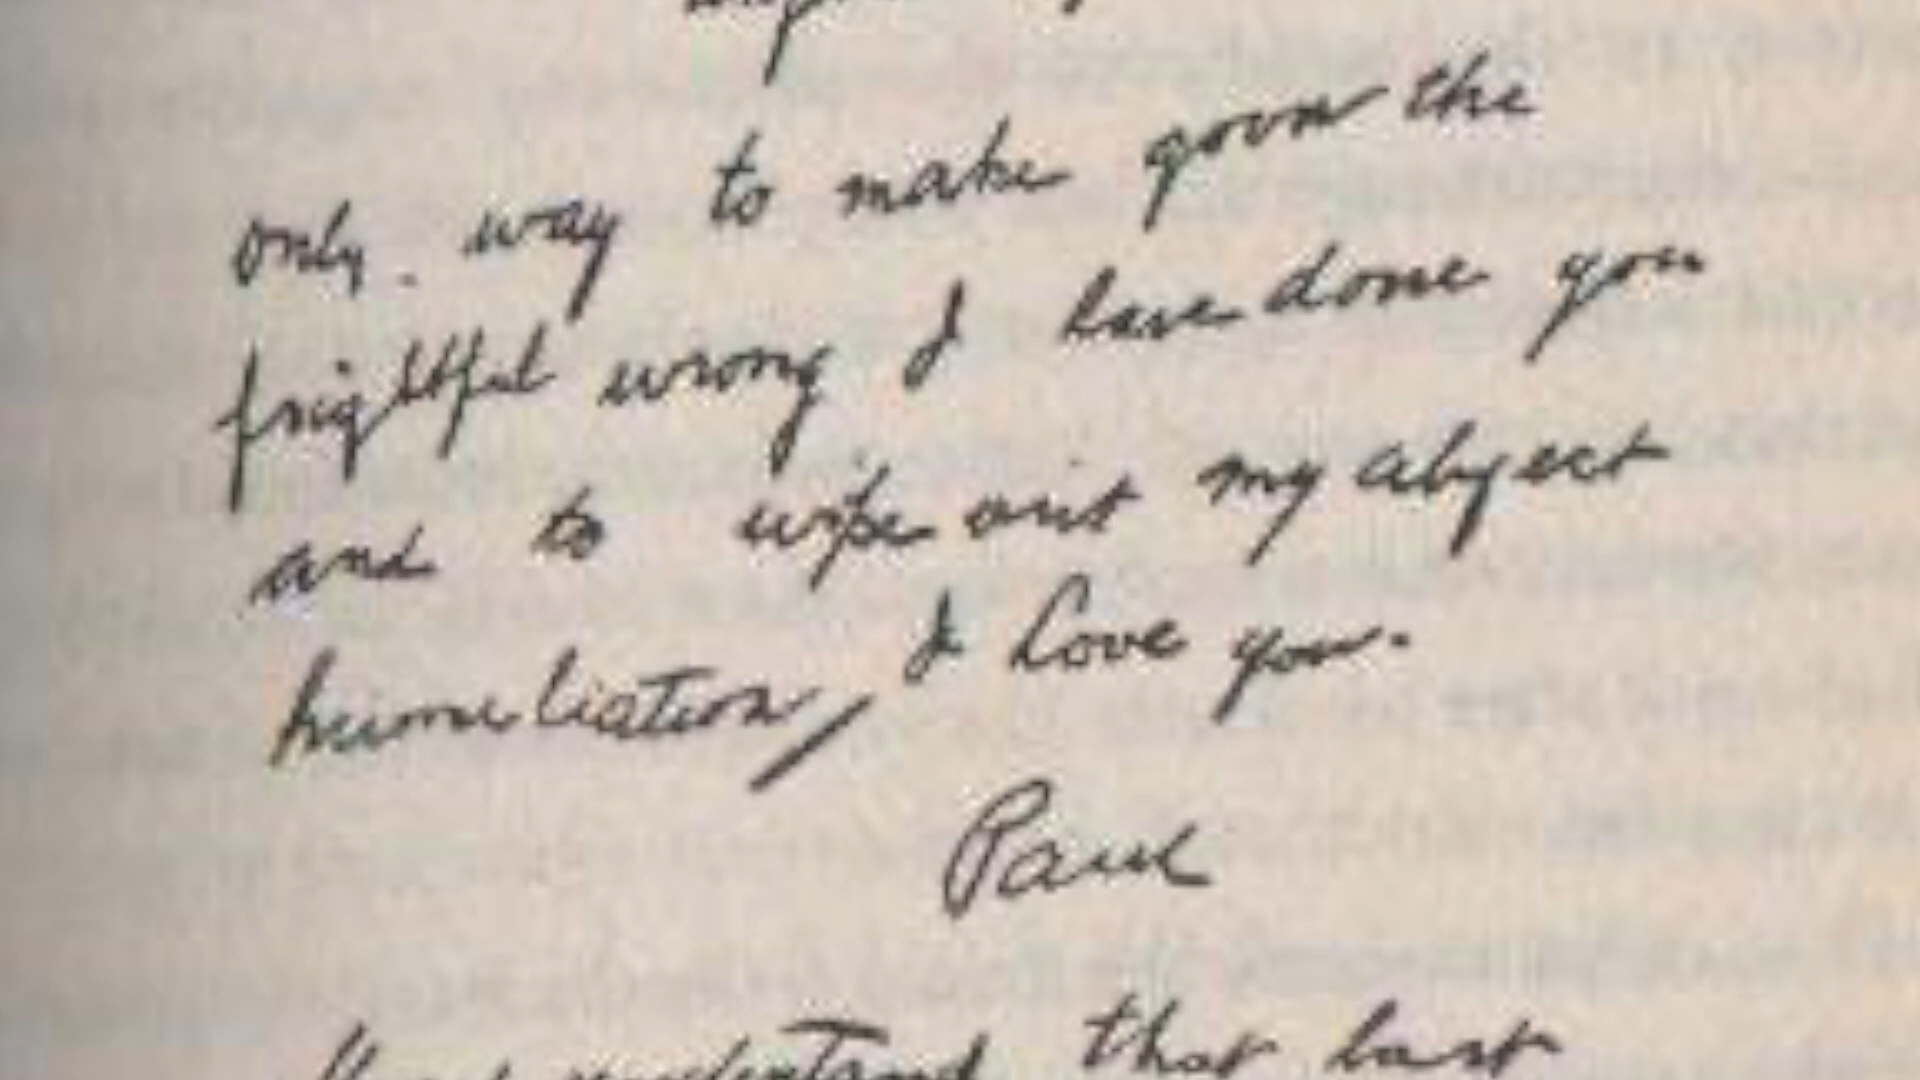 only way to make good the
frightful wrong I have done you
and to wipe out my abject
humiliation, I love you.
Paul
understand that last